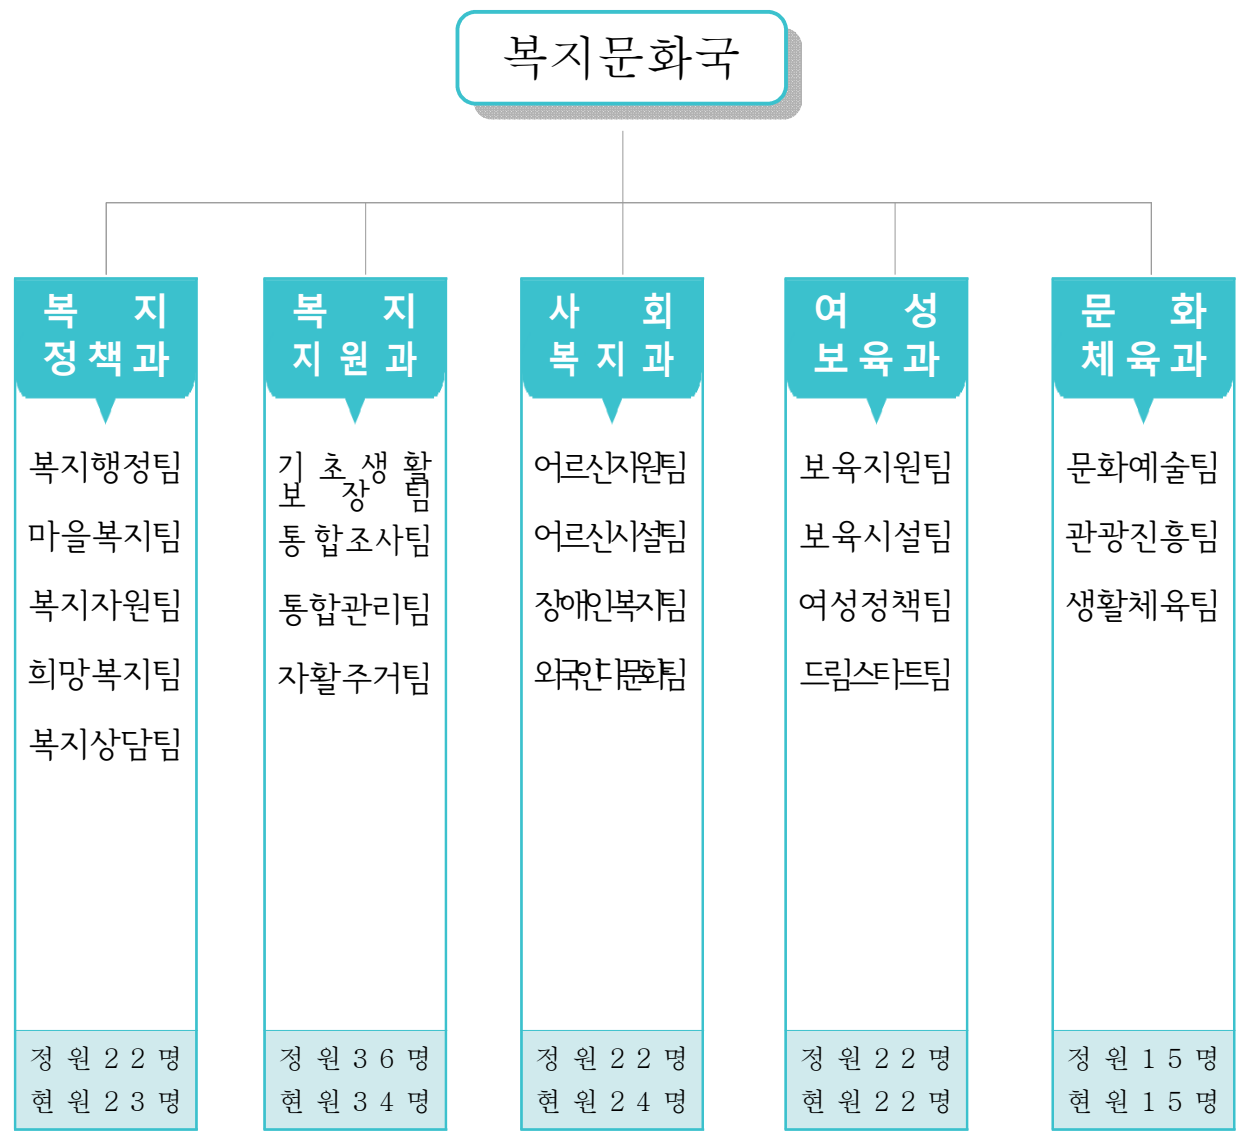 복지문화국
복 지
정책과
복지행정팀
마을복지팀
복지자원팀
희망복지팀
복지상담팀
정원22명
현원23명
복 지
지원과
기초생활
보장팀
통합조사팀
통합관리팀
자활주거팀
정원36명
현원34명
사 회
복지과
어르신지원팀
어르신시설팀
장애인복지팀
외국인다문화팀
정원22명
현원24명
여 성
보육과
보육지원팀
보육시설팀
여성정책팀
드림스타트팀
정원22명
현원22명
문 화
체육과
문화예술팀
관광진흥팀
생활체육팀
정원15명
현원15명